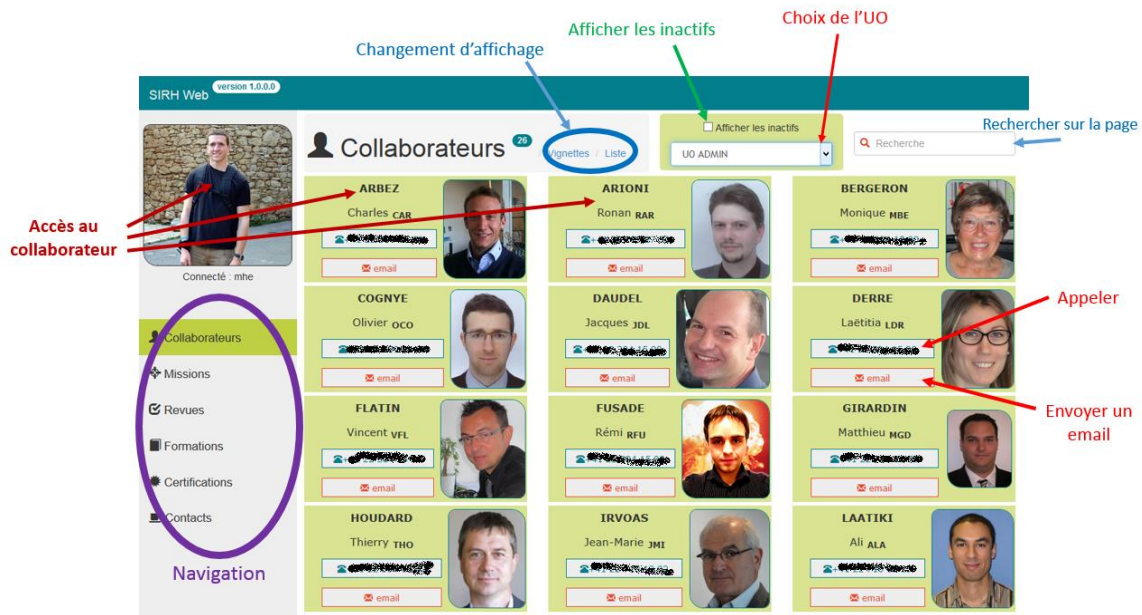 Afficher les inactifs
Choix de l'UO
Changement d'affichage
Rechercher sur la page
SIRH Web version 1.0.0.0
Collaborateurs 26
/ Vignettes / Liste
Afficher les inactifs
UO ADMIN
Recherche
Accès au
collaborateur
Connecté : mhe
Collaborateurs
Missions
Revues
Formations
Certifications
Contacts
Navigation
ARBEZ
Charles CAR
email
ARIONI
Ronan RAR
email
BERGERON
Monique MBE
email
COGNYE
Olivier OCO
email
DAUDEL
Jacques JDL
email
DERRE
Laëtitia LDR
email
Appeler
Envoyer un
email
FLATIN
Vincent VFL
email
FUSADE
Rémi RFU
email
GIRARDIN
Matthieu MGD
email
HOUDARD
Thierry THO
email
IRVOAS
Jean-Marie JMI
email
LAATIKI
Ali ALA
email